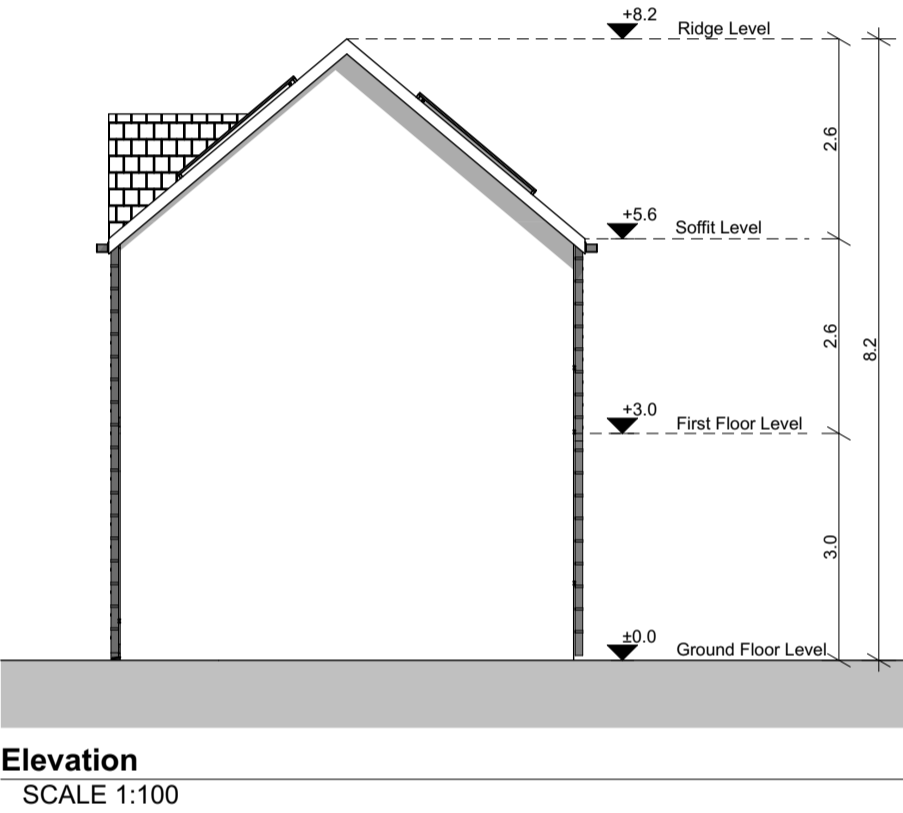 +8.2
Ridge Level
2.6
+5.6
Soffit Level
2.6
8.2
+3.0
First Floor Level
3.0
±0.0
Ground Floor Level
Elevation
SCALE 1:100